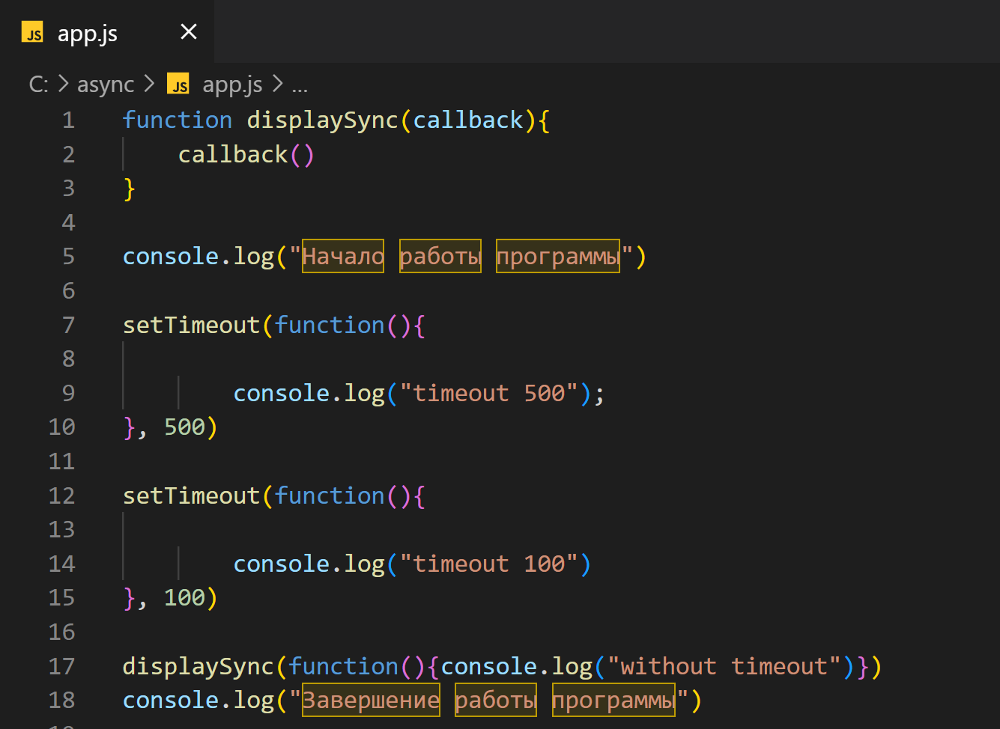 JS app.js ×
C: > async > JS app.js > ...
1 function displaySync(callback){
2     callback()
3 }
4
5 console.log("Начало работы программы")
6
7 setTimeout(function(){
8
9         console.log("timeout 500");
10 }, 500)
11
12 setTimeout(function(){
13
14         console.log("timeout 100")
15 }, 100)
16
17 displaySync(function(){console.log("without timeout")})
18 console.log("Завершение работы программы")